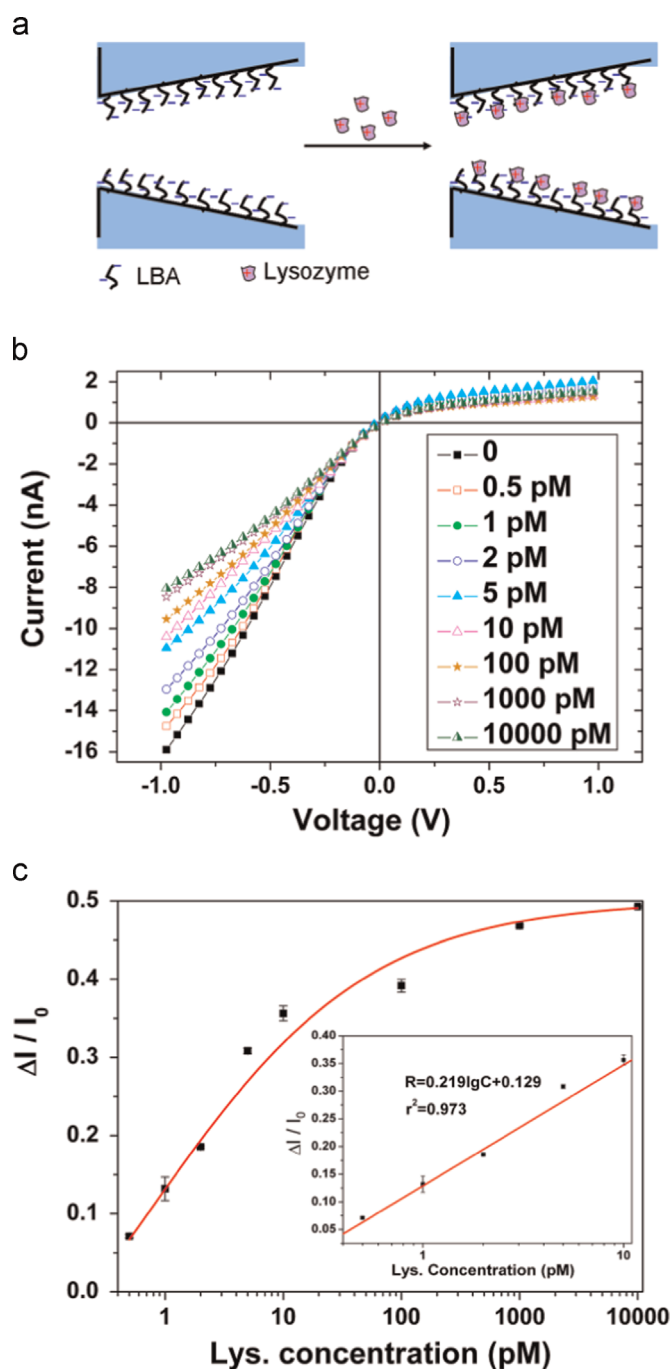 a
LBA
Lysozyme
b
2
0
-2
-4
-6
-8
-10
-12
-14
-16
Current (nA)
0
0.5 pM
1 pM
2 pM
5 pM
10 pM
100 pM
1000 pM
10000 pM
-1.0
-0.5
0.0
0.5
1.0
Voltage (V)
c
0.5
0.4
0.3
0.2
0.1
0.0
ΔI / I0
0.40
0.35
0.30
0.25
0.20
0.15
0.10
0.05
ΔI / I0
R=0.219lgC+0.129
r²=0.973
1
10
Lys. Concentration (pM)
1
10
100
1000
10000
Lys. concentration (pM)